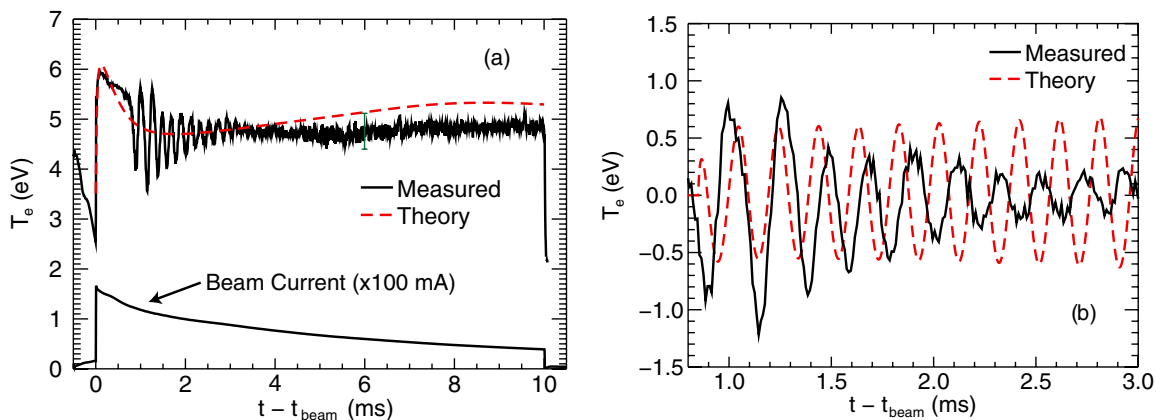 7
6
5
4
3
2
1
0
T_e (eV)
(a)
Measured
Theory
Beam Current (x100 mA)
0 2 4 6 8 10
t − t_beam (ms)
1.5
1.0
0.5
0.0
−0.5
−1.0
−1.5
T_e (eV)
Measured
Theory
(b)
1.0 1.5 2.0 2.5 3.0
t − t_beam (ms)